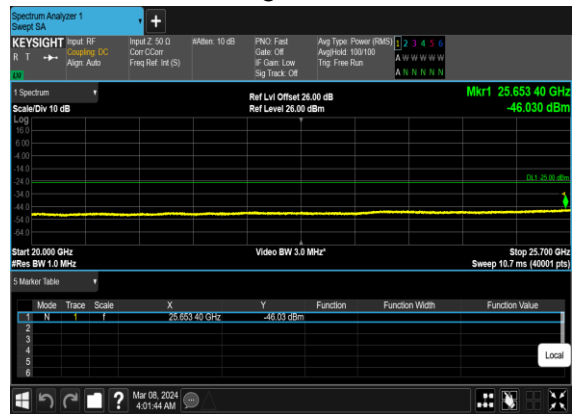 Spectrum Analyzer 1
Swept SA
+
KEYSIGHT Input: RF Input Z: 50 Ω #Atten: 10 dB PNO: Fast Avg Type: Power (RMS) 1 2 3 4 5 6
R T Coupling: DC Corr CCorr Gate: Off Avg|Hold: 100/100 A W W W W W
Align: Auto Freq Ref: Int (S) IF Gain: Low Trig: Free Run
LXI Sig Track: Off A N N N N N
1 Spectrum Ref Lvl Offset 26.00 dB Mkr1 25.653 40 GHz
Scale/Div 10 dB Ref Level 26.00 dBm -46.030 dBm
Log
16.0
6.00
-4.00
-14.0
DL1 -25.00 dBm
-24.0
-34.0
1
-44.0
-54.0
-64.0
Start 20.000 GHz Video BW 3.0 MHz* Stop 25.700 GHz
#Res BW 1.0 MHz Sweep 10.7 ms (40001 pts)
5 Marker Table
Mode Trace Scale X Y Function Function Width Function Value
1 N 1 f 25.653 40 GHz -46.03 dBm
2
3
4
5
6
Local
? Mar 08, 2024
4:01:44 AM